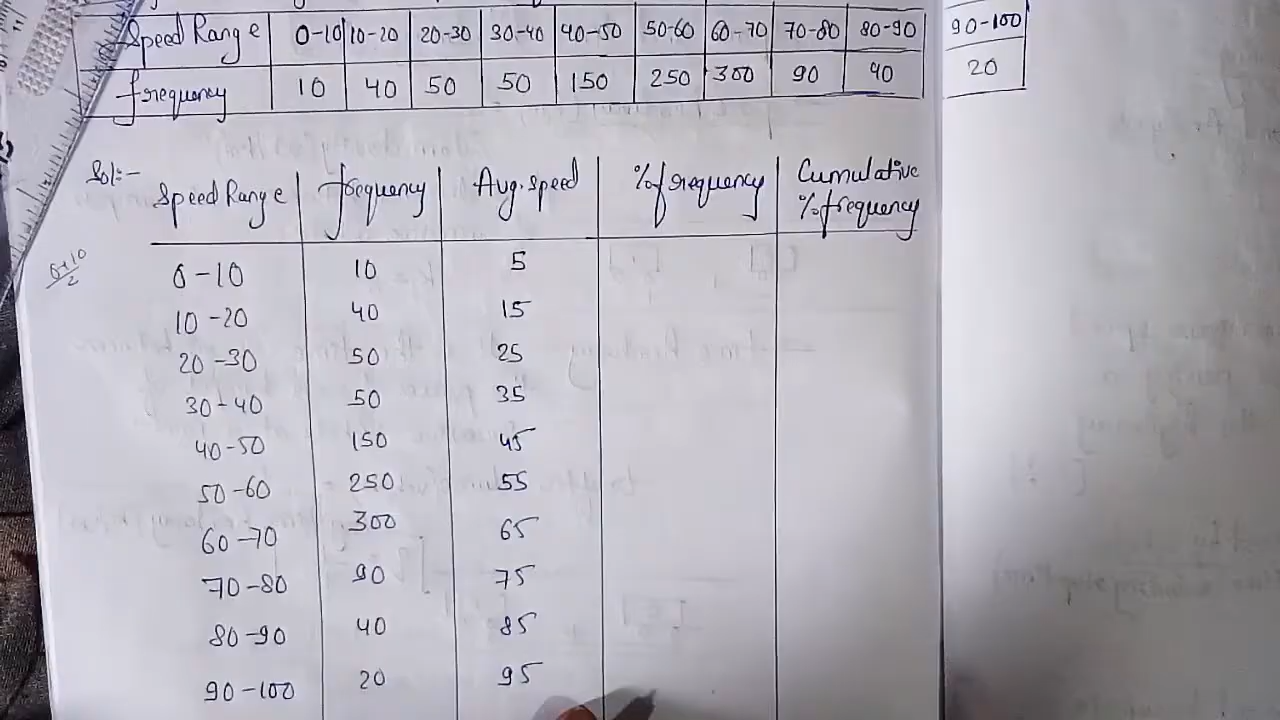 Speed Range 0-10 10-20 20-30 30-40 40-50 50-60 60-70 70-80 80-90 90-100
frequency 10 40 50 50 150 250 300 90 40 20
Sol:-
Speed Range frequency Avg. speed % frequency Cumulative % frequency
0+10/2
0-10 10 5
10-20 40 15
20-30 50 25
30-40 50 35
40-50 150 45
50-60 250 55
60-70 300 65
70-80 90 75
80-90 40 85
90-100 20 95